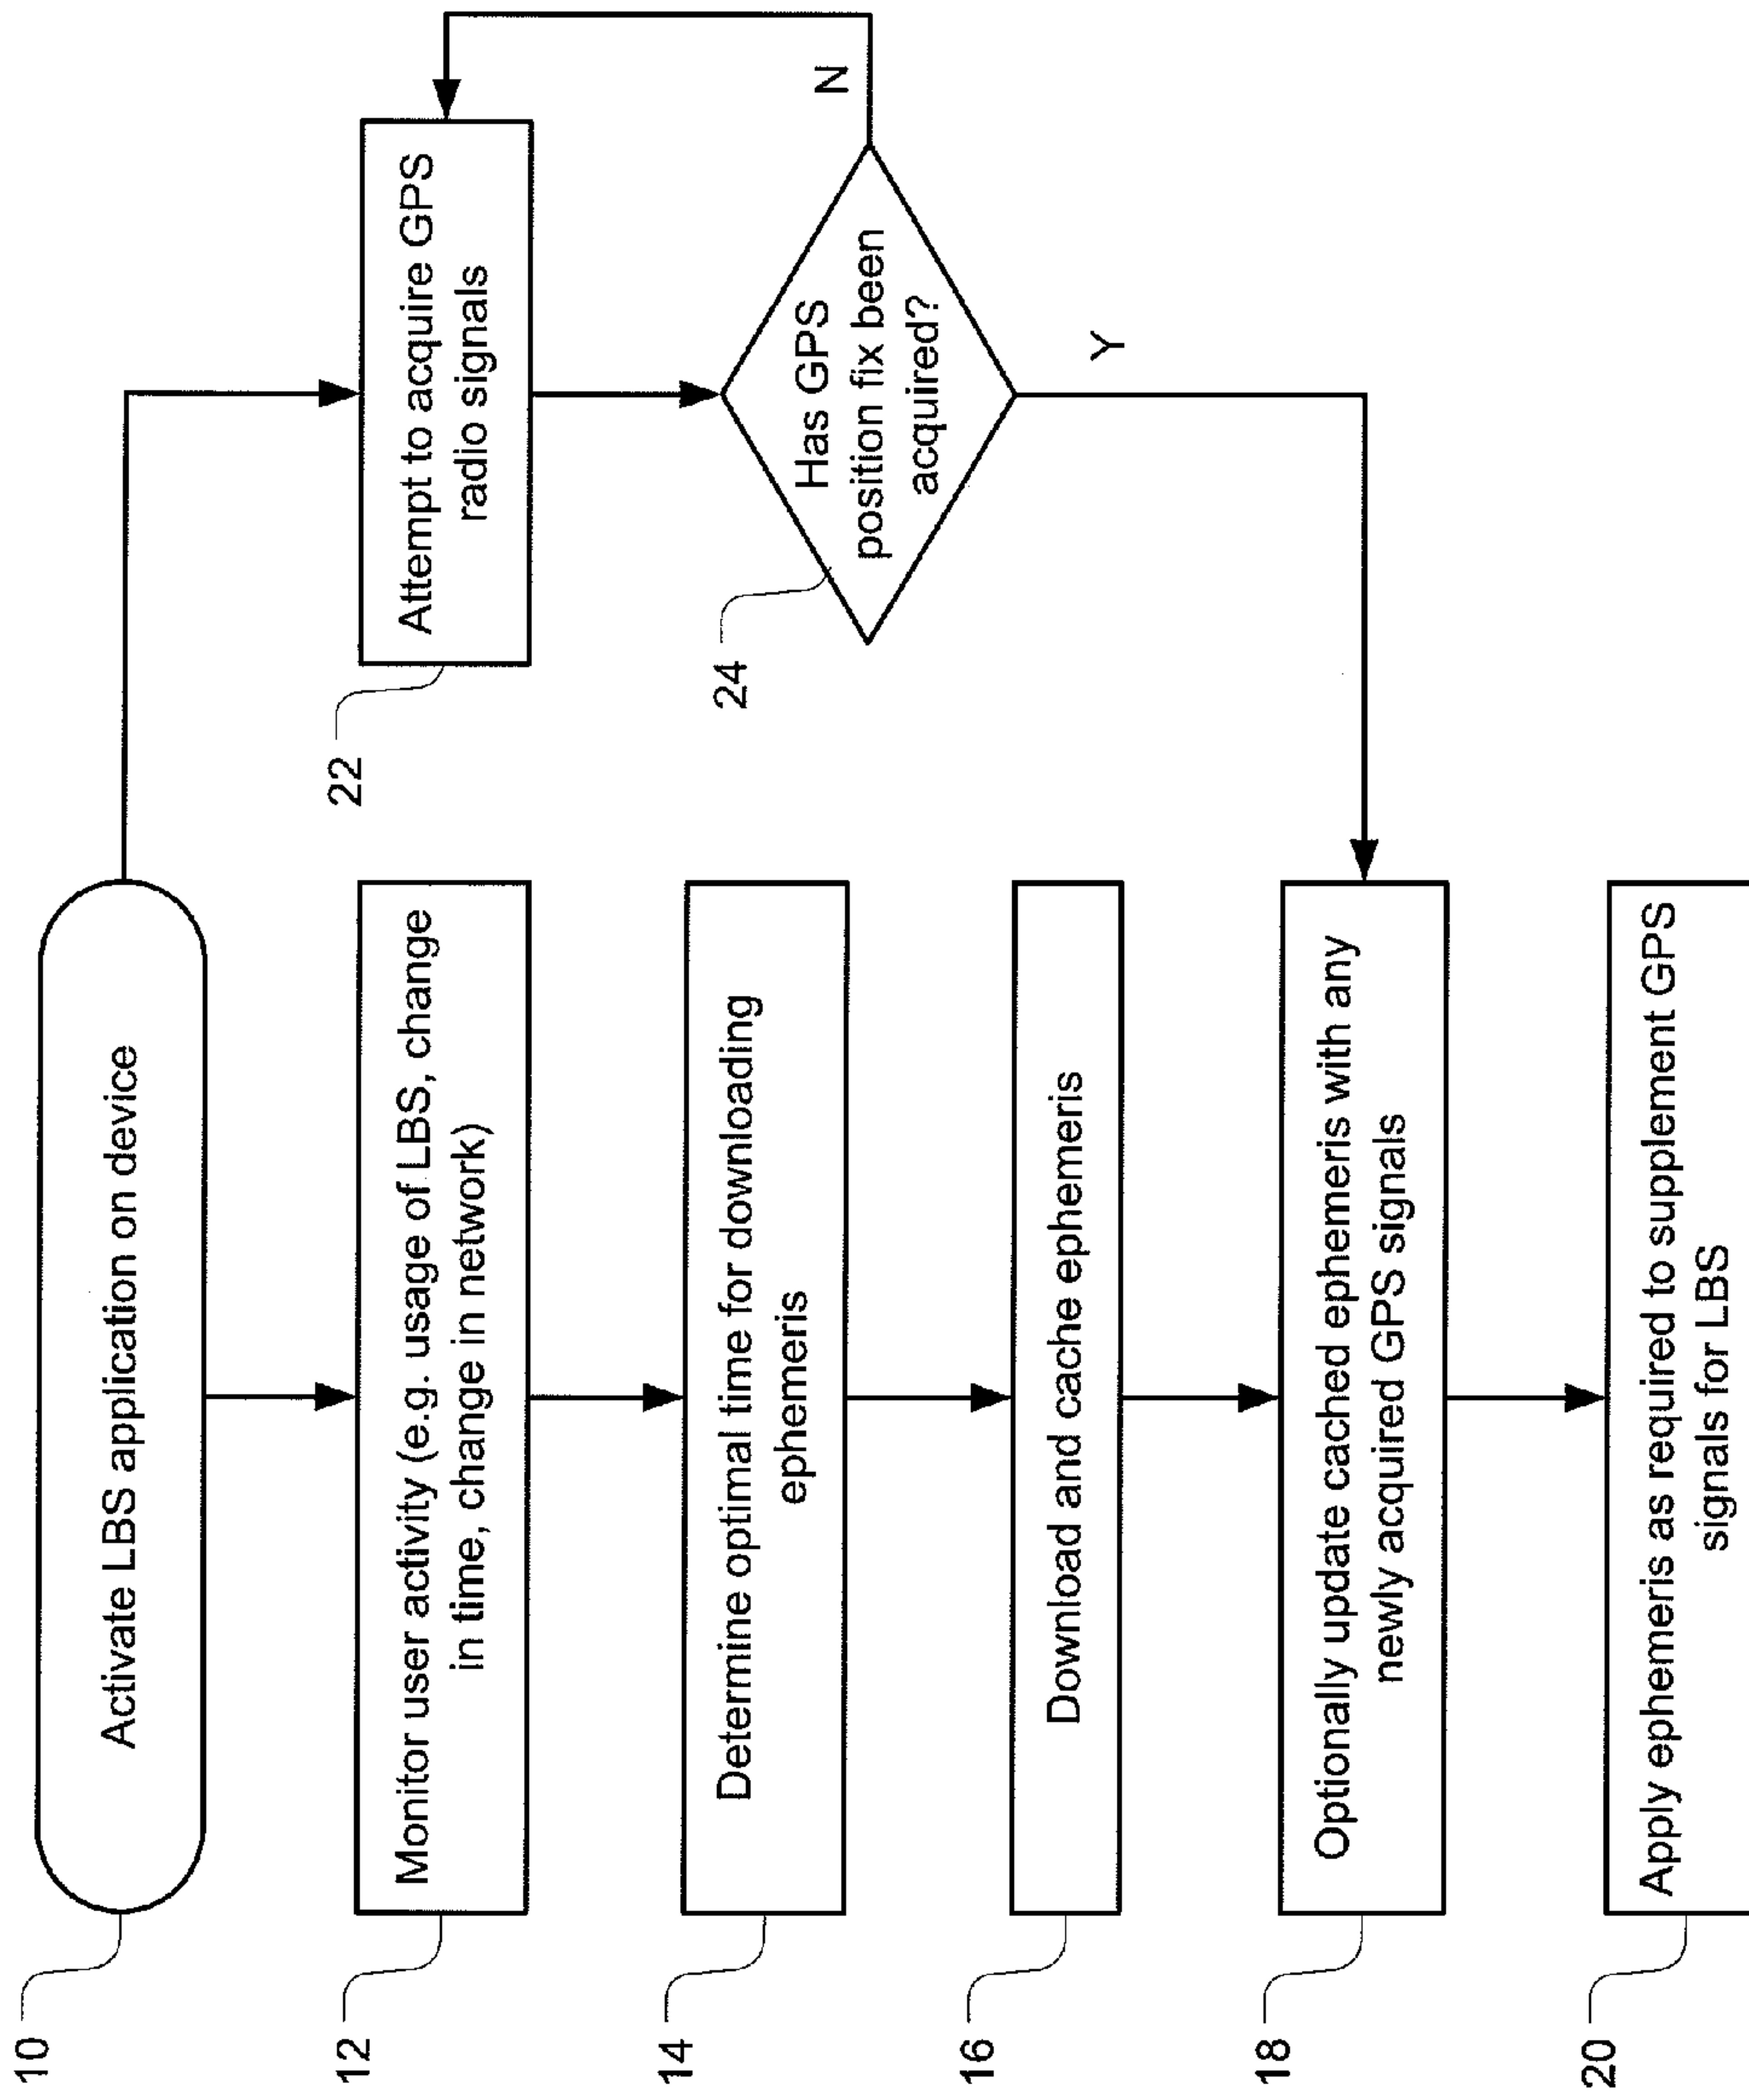 10
Activate LBS application on device
12
Monitor user activity (e.g. usage of LBS, change
in time, change in network)
14
Determine optimal time for downloading
ephemeris
16
Download and cache ephemeris
18
Optionally update cached ephemeris with any
newly acquired GPS signals
20
Apply ephemeris as required to supplement GPS
signals for LBS
22
Attempt to acquire GPS
radio signals
24
Has GPS
position fix been
acquired?
N
Y